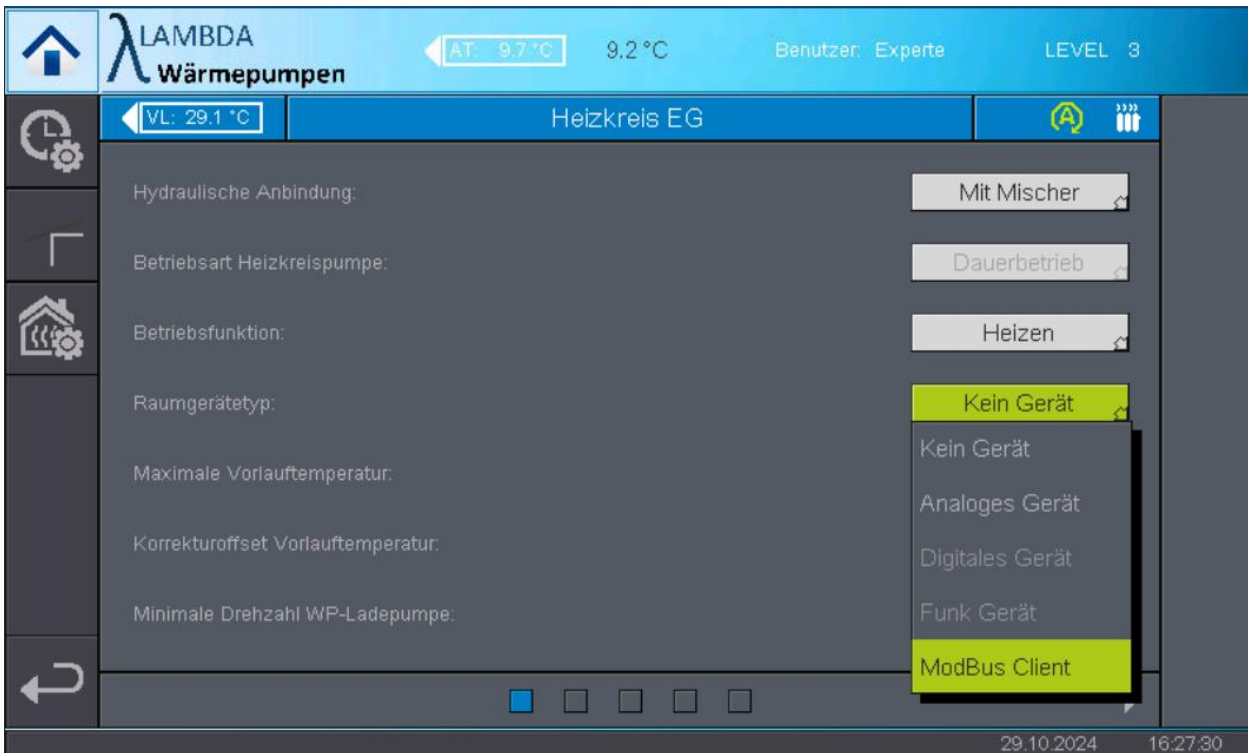 LAMBDA
Wärmepumpen
AT: 9.7 °C
9.2 °C
Benutzer: Experte
LEVEL 3
VL: 29.1 °C
Heizkreis EG
A
Hydraulische Anbindung:
Mit Mischer
Betriebsart Heizkreispumpe:
Dauerbetrieb
Betriebsfunktion:
Heizen
Raumgerätetyp:
Kein Gerät
Kein Gerät
Maximale Vorlauftemperatur:
Analoges Gerät
Korrekturoffset Vorlauftemperatur:
Digitales Gerät
Minimale Drehzahl WP-Ladepumpe:
Funk Gerät
ModBus Client
29.10.2024
16:27:30